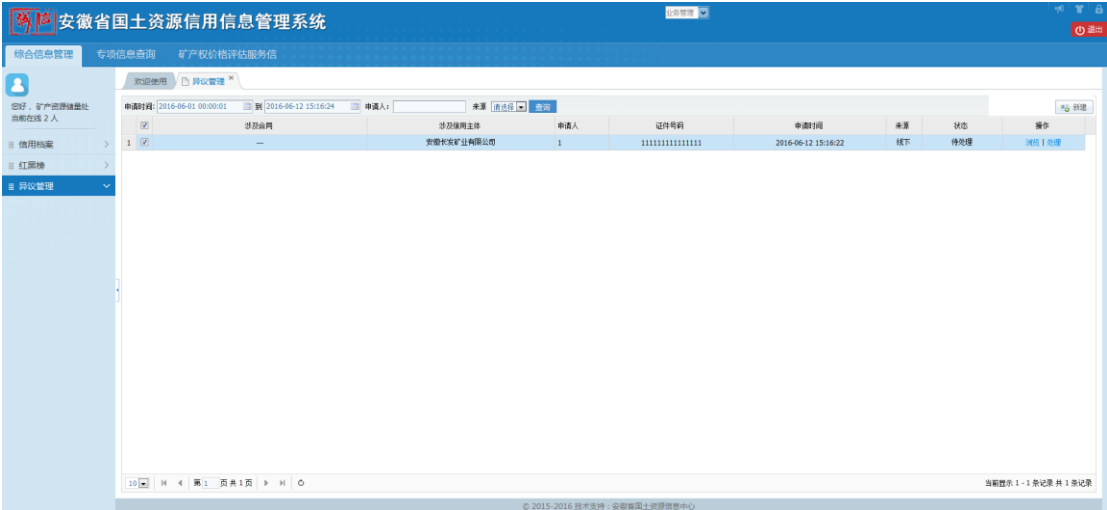 诚信 安徽省国土资源信用信息管理系统
业务管理
退出
综合信息管理 专项信息查询 矿产权价格评估服务信
欢迎使用 异议管理
您好，矿产资源储量处
当前在线 2 人
申请时间: 2016-06-01 00:00:01 到 2016-06-12 15:16:24 申请人: 来源 请选择 查询 新建
涉及合同 涉及信用主体 申请人 证件号码 申请时间 来源 状态 操作
1 — 安徽长发矿业有限公司 1 111111111111111 2016-06-12 15:16:22 线下 待处理 浏览 | 处理
信用档案
红黑榜
异议管理
10 第 1 页 共 1 页 当前显示 1 - 1 条记录 共 1 条记录
© 2015-2016 技术支持：安徽省国土资源信息中心